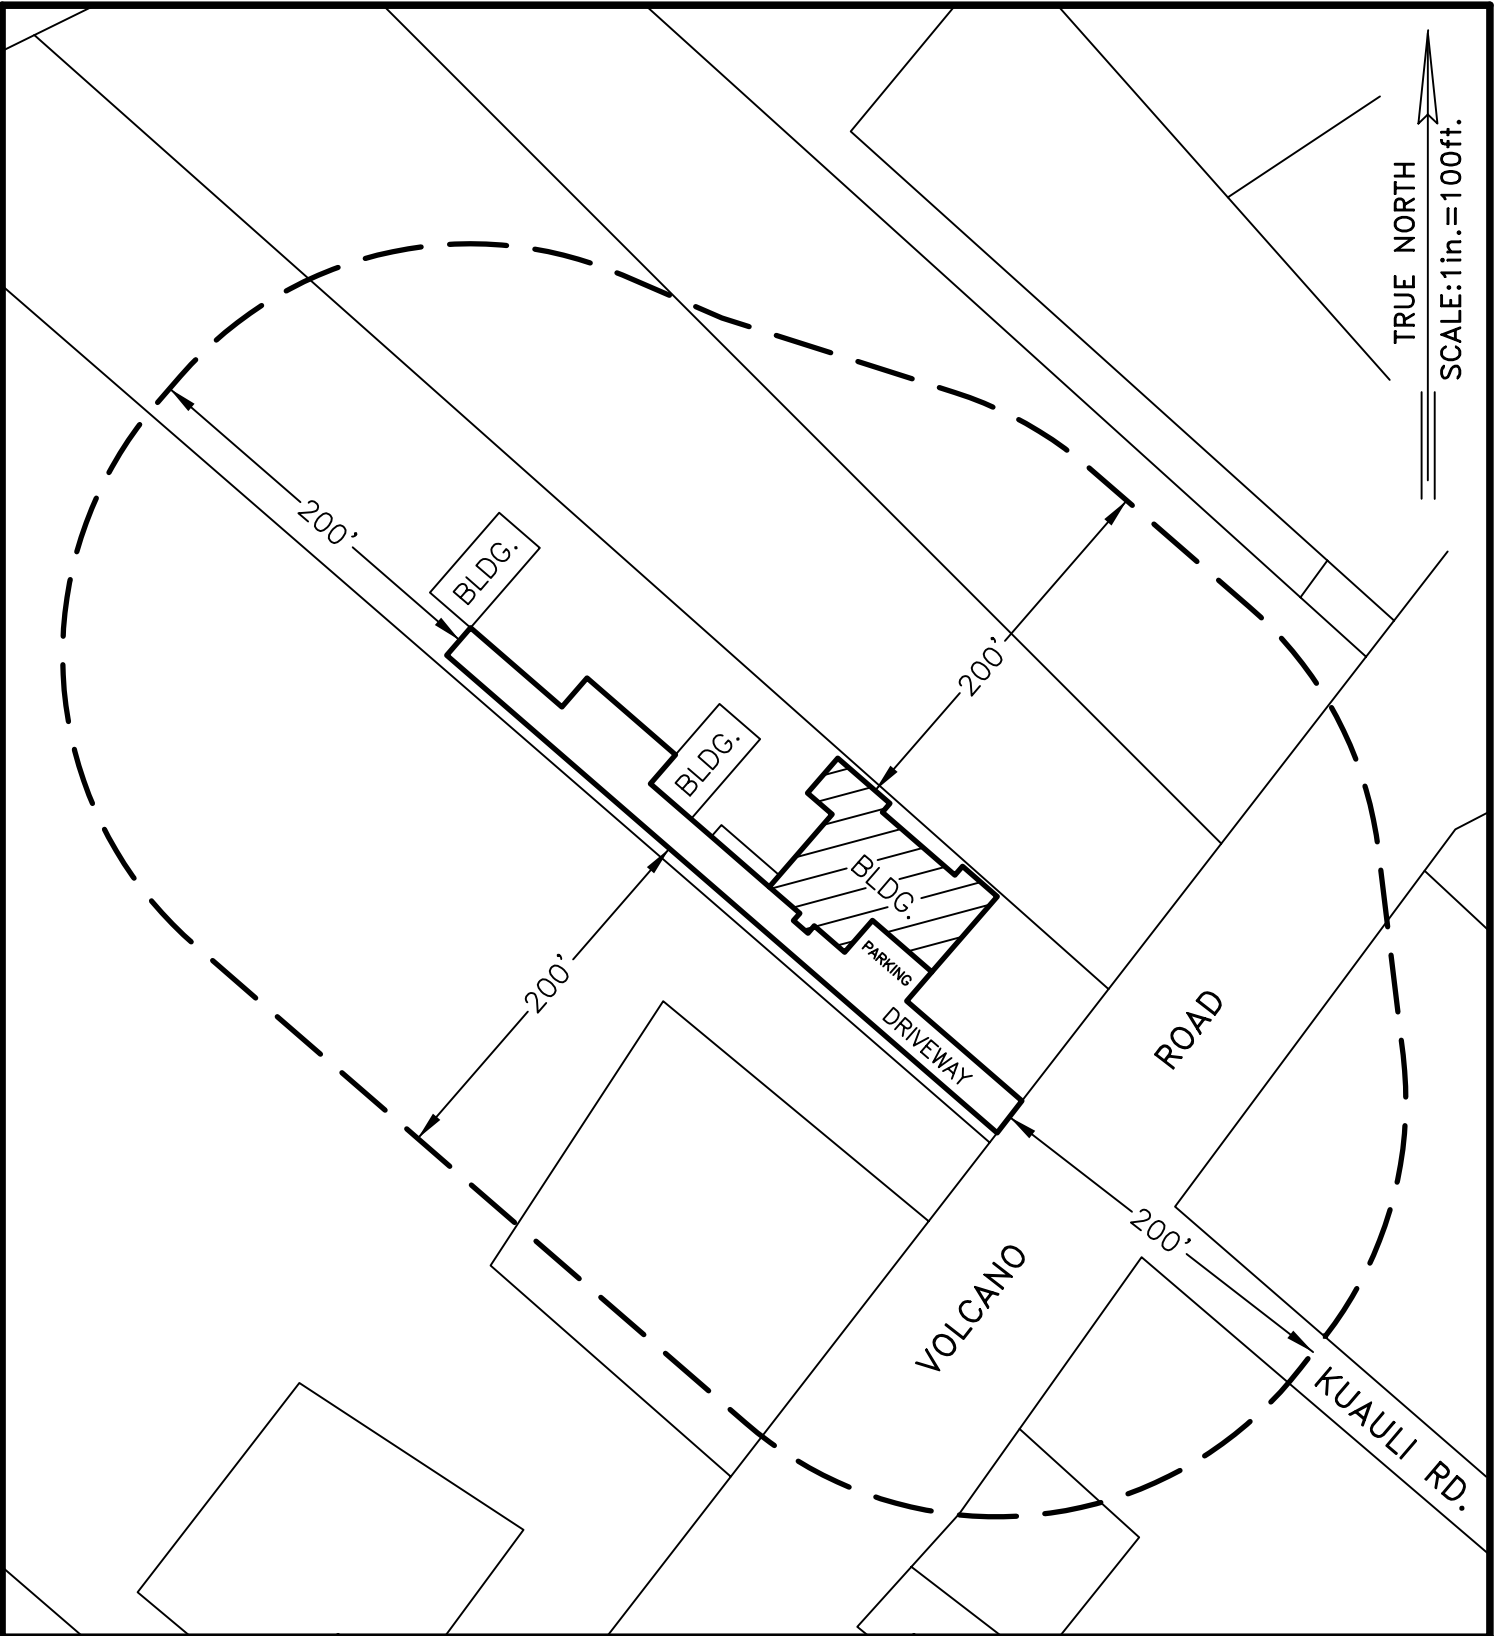 TRUE NORTH
SCALE:1in.=100ft.
200'
BLDG.
200'
BLDG.
BLDG.
PARKING
200'
DRIVEWAY
ROAD
200'
VOLCANO
KUAULI RD.